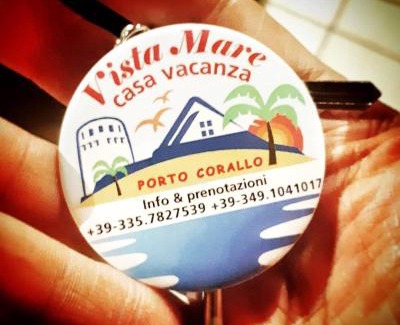 Vista Mare
casa vacanza
PORTO CORALLO
Info & prenotazioni
+39-335.7827539 +39-349.1041017